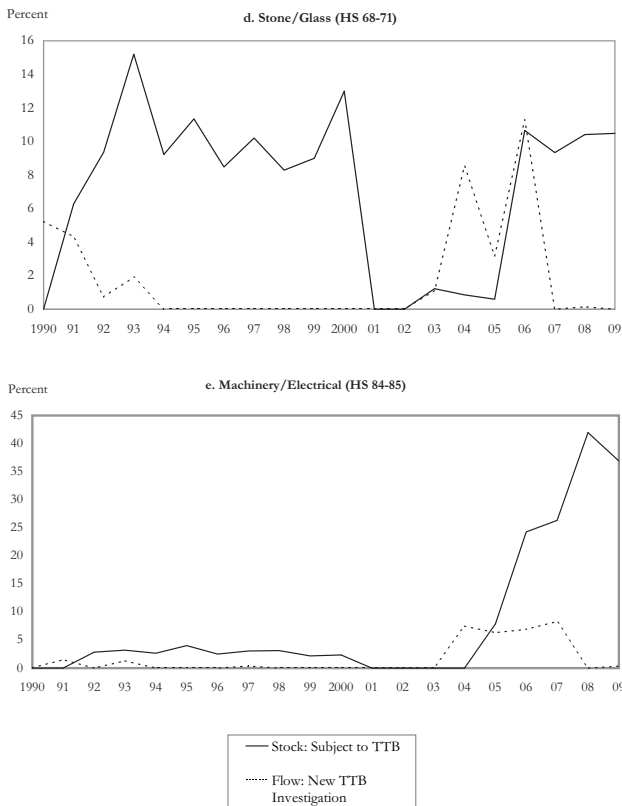 Percent
d. Stone/Glass (HS 68-71)
16
14
12
10
8
6
4
2
0
1990 91 92 93 94 95 96 97 98 99 2000 01 02 03 04 05 06 07 08 09
Percent
e. Machinery/Electrical (HS 84-85)
45
40
35
30
25
20
15
10
5
0
1990 91 92 93 94 95 96 97 98 99 2000 01 02 03 04 05 06 07 08 09
Stock: Subject to TTB
Flow: New TTB
Investigation